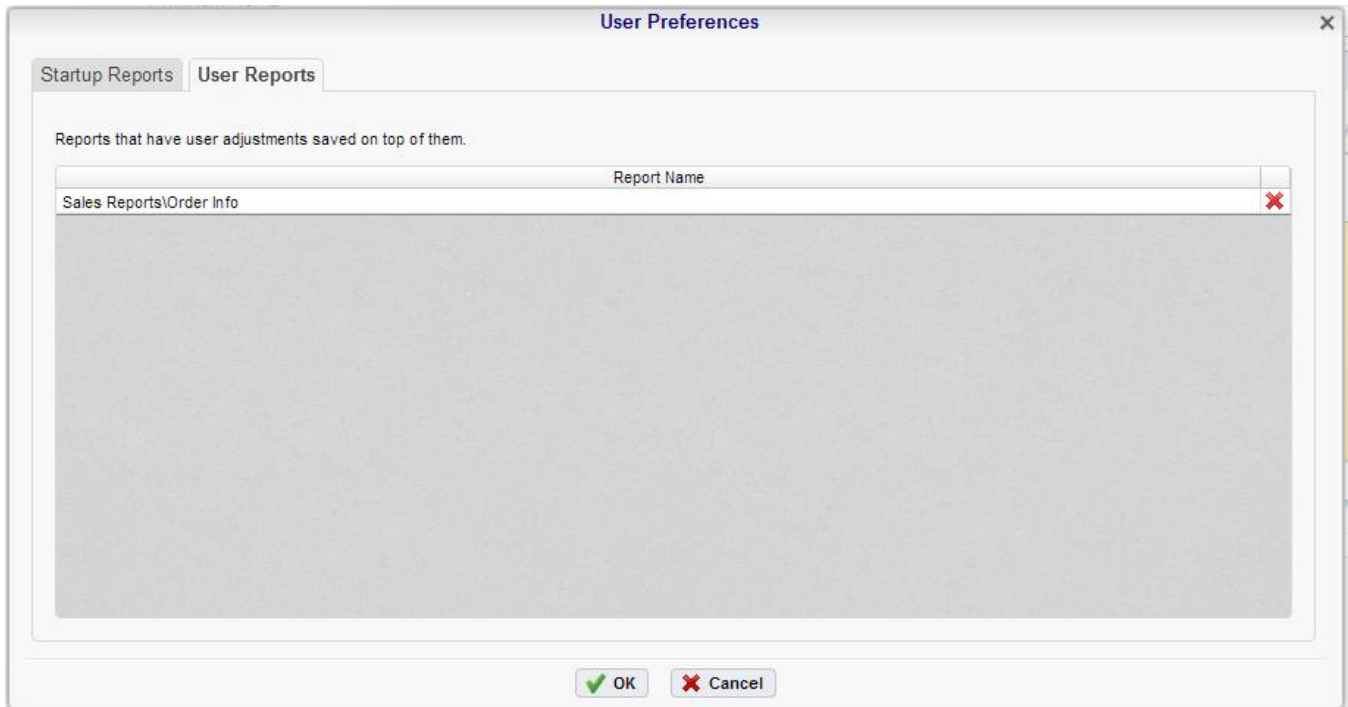 User Preferences
Startup Reports User Reports
Reports that have user adjustments saved on top of them.
Report Name
Sales Reports\Order Info
OK Cancel